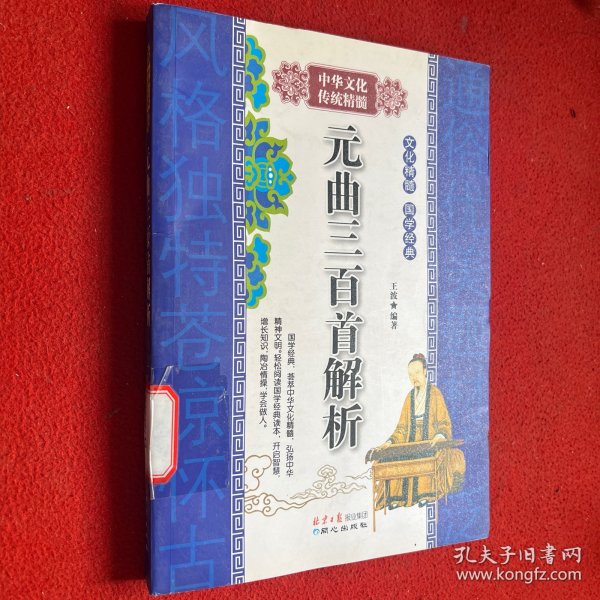 中华文化
传统精髓
元曲三百首解析
文化精髓 国学经典
王波★编著
国学经典,荟萃中华文化精髓,弘扬中华
精神文明;轻松阅读国学经典读本,开启智慧,
增长知识,陶冶情操,学会做人。
风格独特苍凉怀古
北京日报报业集团
同心出版社
孔夫子旧书网
www.kongfz.com